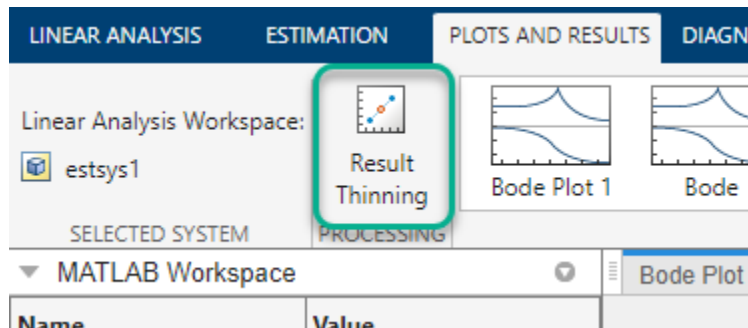 LINEAR ANALYSIS ESTIMATION PLOTS AND RESULTS DIAGN
Linear Analysis Workspace:
estsys1
Result
Thinning
Bode Plot 1
Bode
SELECTED SYSTEM
PROCESSING
MATLAB Workspace
Bode Plot
Name Value